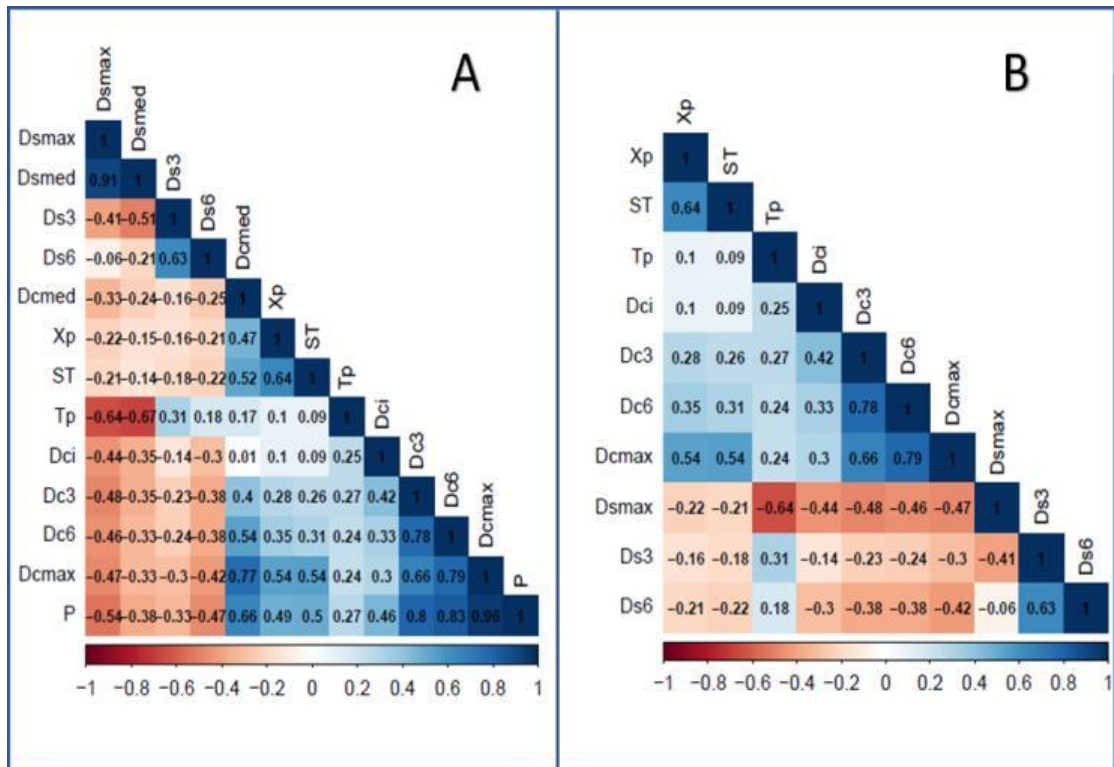 A
Dsmax
Dsmed
Ds3
Ds6
Dcmed
Xp
ST
Tp
Dci
Dc3
Dc6
Dcmax
P
Dsmax 1
Dsmed 0.91 1
Ds3 −0.41 −0.51 1
Ds6 −0.06 −0.21 0.63 1
Dcmed −0.33 −0.24 −0.16 −0.25 1
Xp −0.22 −0.15 −0.16 −0.21 0.47 1
ST −0.21 −0.14 −0.18 −0.22 0.52 0.64 1
Tp −0.64 −0.67 0.31 0.18 0.17 0.1 0.09 1
Dci −0.44 −0.35 −0.14 −0.3 0.01 0.1 0.09 0.25 1
Dc3 −0.48 −0.35 −0.23 −0.38 0.4 0.28 0.26 0.27 0.42 1
Dc6 −0.46 −0.33 −0.24 −0.38 0.54 0.35 0.31 0.24 0.33 0.78 1
Dcmax −0.47 −0.33 −0.3 −0.42 0.77 0.54 0.54 0.24 0.3 0.66 0.79 1
P −0.54 −0.38 −0.33 −0.47 0.66 0.49 0.5 0.27 0.46 0.8 0.83 0.96 1
−1 −0.8 −0.6 −0.4 −0.2 0 0.2 0.4 0.6 0.8 1
B
Xp
ST
Tp
Dci
Dc3
Dc6
Dcmax
Dsmax
Ds3
Ds6
Xp 1
ST 0.64 1
Tp 0.1 0.09 1
Dci 0.1 0.09 0.25 1
Dc3 0.28 0.26 0.27 0.42 1
Dc6 0.35 0.31 0.24 0.33 0.78 1
Dcmax 0.54 0.54 0.24 0.3 0.66 0.79 1
Dsmax −0.22 −0.21 −0.64 −0.44 −0.48 −0.46 −0.47 1
Ds3 −0.16 −0.18 0.31 −0.14 −0.23 −0.24 −0.3 −0.41 1
Ds6 −0.21 −0.22 0.18 −0.3 −0.38 −0.38 −0.42 −0.06 0.63 1
−1 −0.8 −0.6 −0.4 −0.2 0 0.2 0.4 0.6 0.8 1